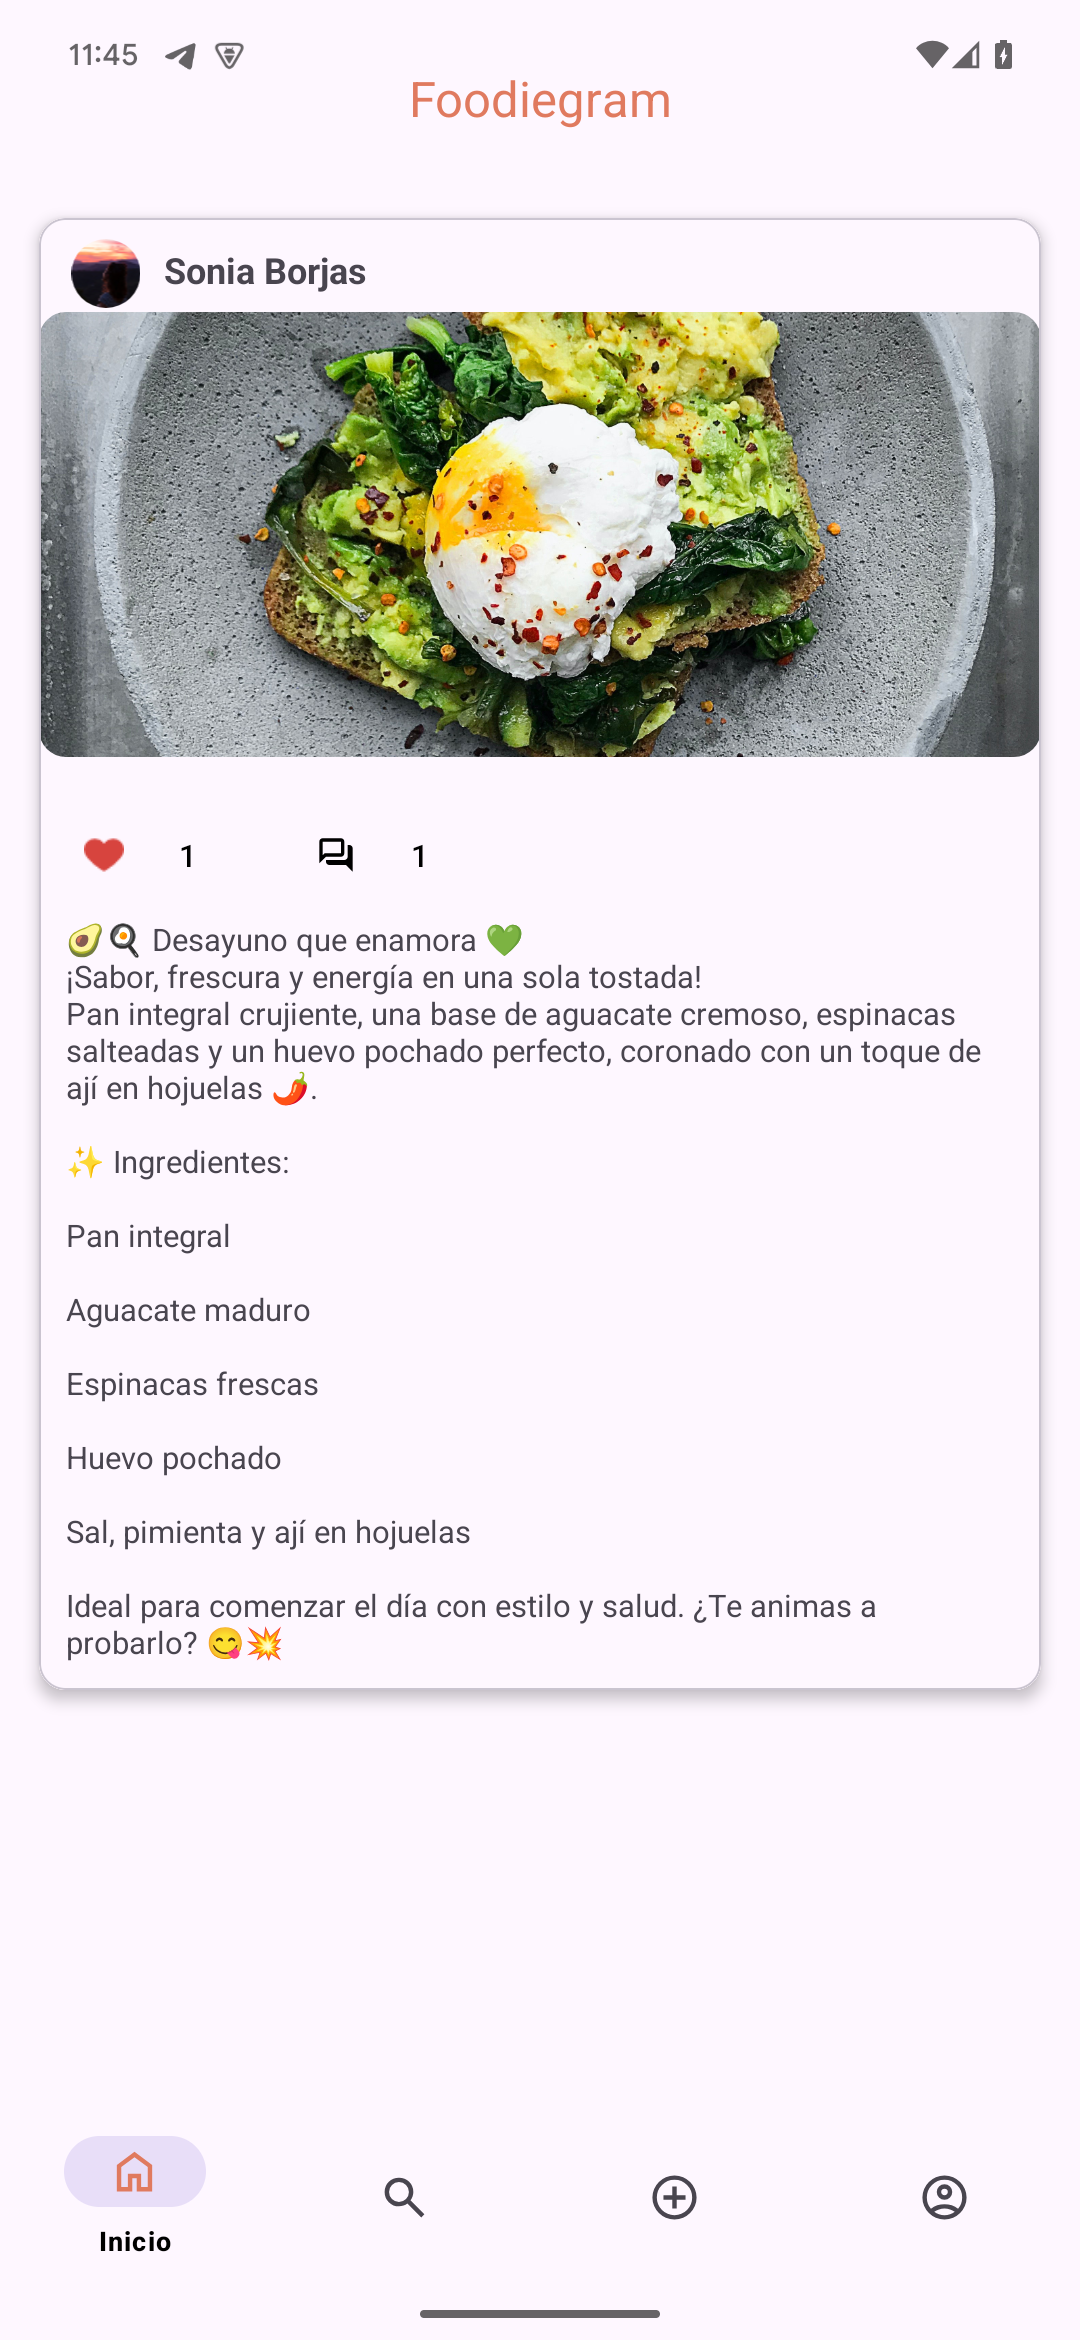 11:45
Foodiegram
Sonia Borjas
1 1
🥑🍳 Desayuno que enamora 💚
¡Sabor, frescura y energía en una sola tostada!
Pan integral crujiente, una base de aguacate cremoso, espinacas
salteadas y un huevo pochado perfecto, coronado con un toque de
ají en hojuelas 🌶️.
✨ Ingredientes:
Pan integral
Aguacate maduro
Espinacas frescas
Huevo pochado
Sal, pimienta y ají en hojuelas
Ideal para comenzar el día con estilo y salud. ¿Te animas a
probarlo? 😋💥
Inicio